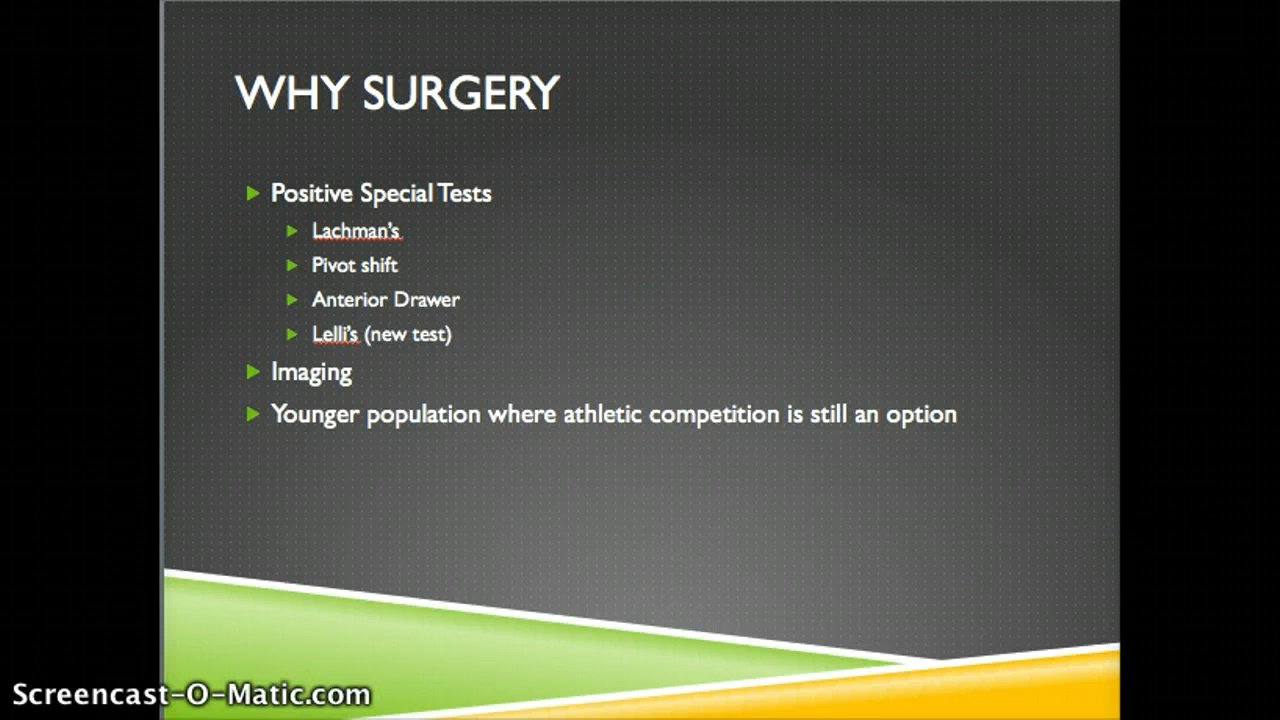 WHY SURGERY
Positive Special Tests
Lachman's
Pivot shift
Anterior Drawer
Lelli's (new test)
Imaging
Younger population where athletic competition is still an option
Screencast-O-Matic.com